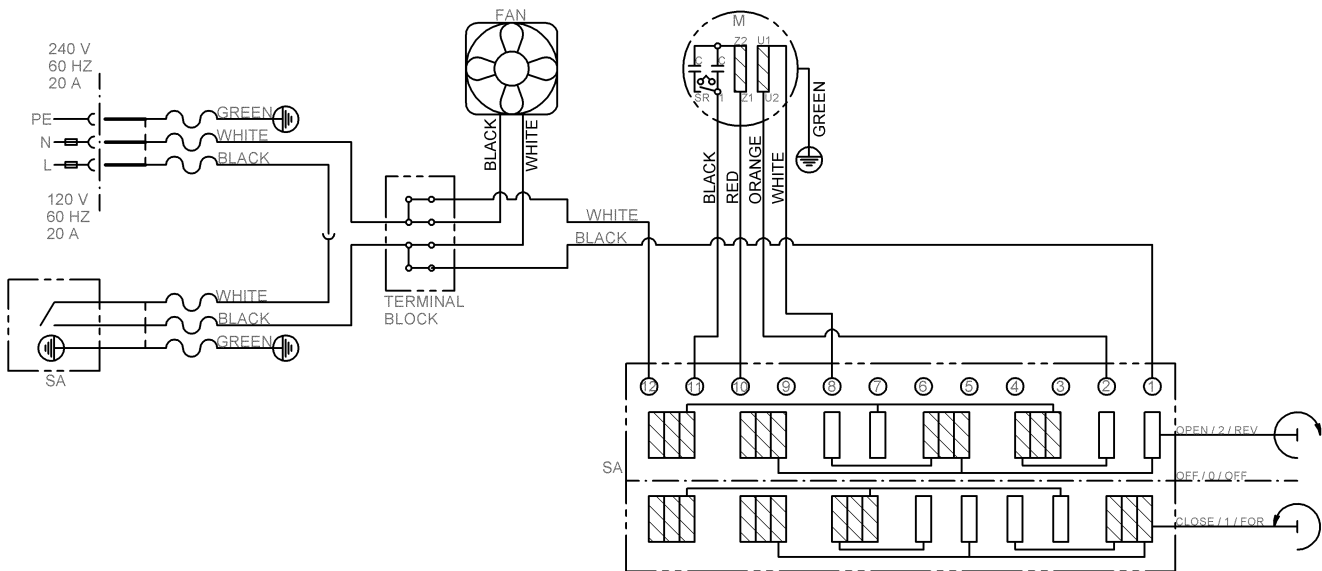 FAN
M
240 V
60 HZ
20 A
PE
N
L
GREEN
WHITE
BLACK
120 V
60 HZ
20 A
BLACK
WHITE
C
C
Z2
U1
SR
1
Z1
U2
GREEN
BLACK
RED
ORANGE
WHITE
WHITE
BLACK
TERMINAL
BLOCK
WHITE
BLACK
GREEN
SA
12
11
10
9
8
7
6
5
4
3
2
1
OPEN / 2 / REV
SA
OFF / 0 / OFF
CLOSE / 1 / FOR